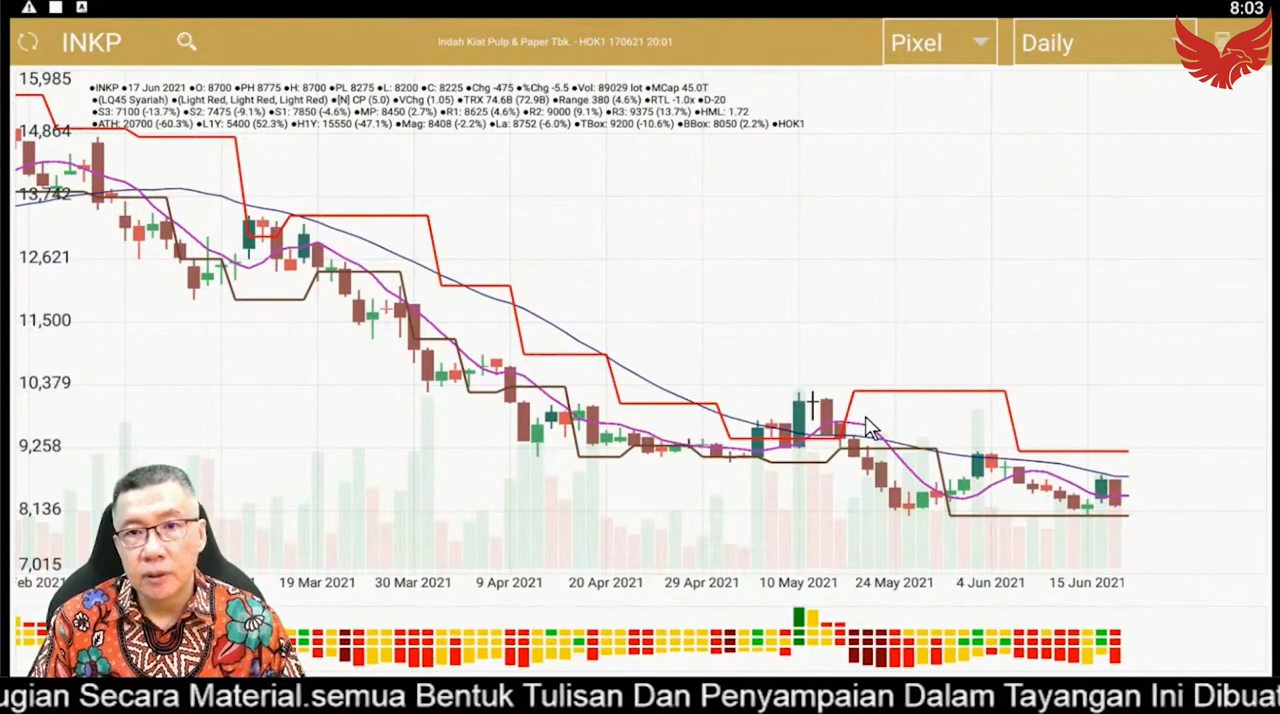 8:03
INKP
Indah Kiat Pulp & Paper Tbk. - HOK1 170621 20:01
Pixel
Daily
●INKP ●17 Jun 2021 ●O: 8700 ●PH 8775 ●H: 8700 ●PL 8275 ●L: 8200 ●C: 8225 ●Chg -475 ●%Chg -5.5 ●Vol: 89029 lot ●MCap 45.0T
●(LQ45 Syariah) ●(Light Red, Light Red, Light Red) ●[N] CP (5.0) ●VChg (1.05) ●TRX 74.6B (72.9B) ●Range 380 (4.6%) ●RTL -1.0x ●D-20
●S3: 7100 (-13.7%) ●S2: 7475 (-9.1%) ●S1: 7850 (-4.6%) ●MP: 8450 (2.7%) ●R1: 8625 (4.6%) ●R2: 9000 (9.1%) ●R3: 9375 (13.7%) ●HML: 1.72
●ATH: 20700 (-60.3%) ●L1Y: 5400 (52.3%) ●H1Y: 15550 (-47.1%) ●Mag: 8408 (-2.2%) ●La: 8752 (-6.0%) ●TBox: 9200 (-10.6%) ●BBox: 8050 (2.2%) ●HOK1
15,985
14,864
13,742
12,621
11,500
10,379
9,258
8,136
7,015
eb 2021
19 Mar 2021
30 Mar 2021
9 Apr 2021
20 Apr 2021
29 Apr 2021
10 May 2021
24 May 2021
4 Jun 2021
15 Jun 2021
ugian Secara Material.semua Bentuk Tulisan Dan Penyampaian Dalam Tayangan Ini Dibua